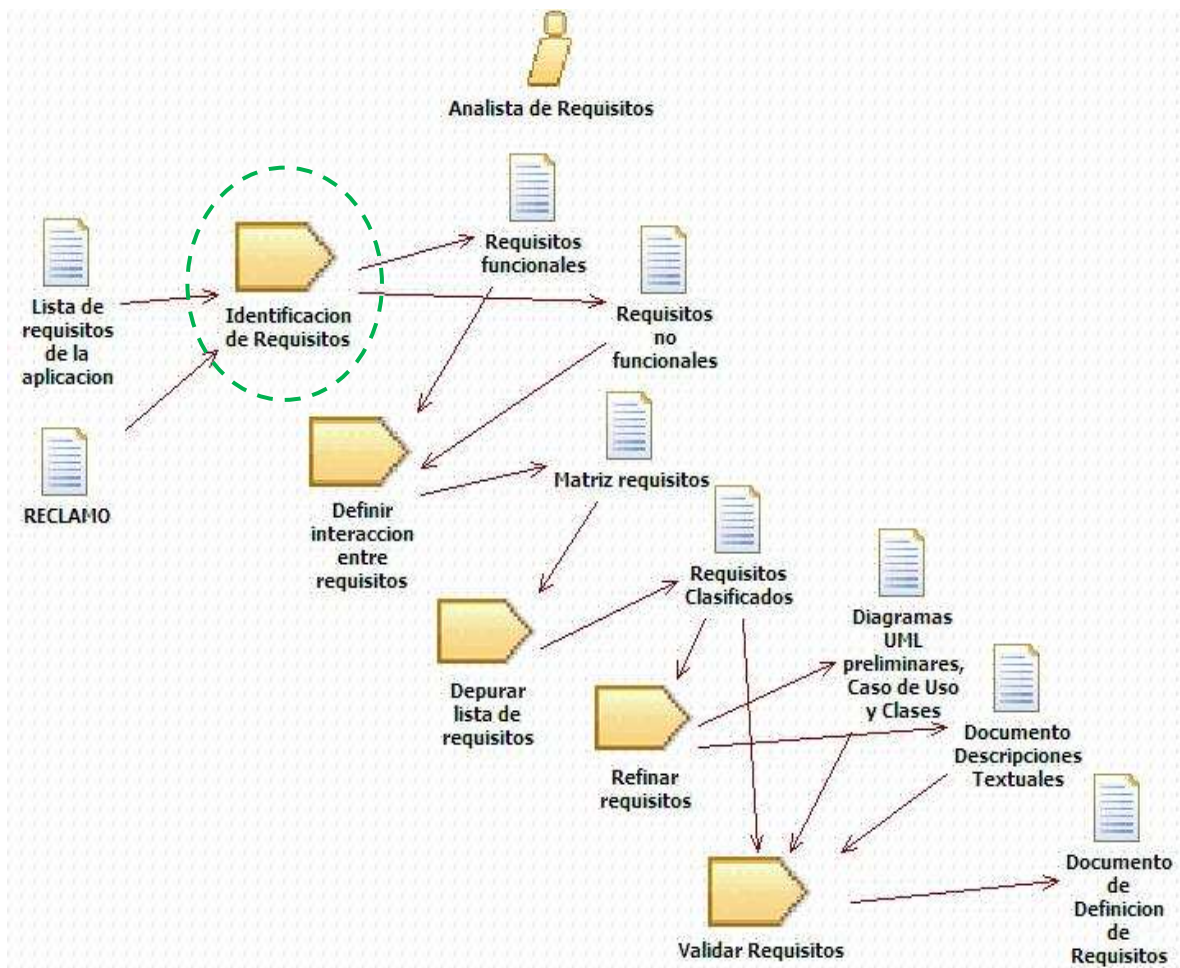 Analista de Requisitos
Requisitos
funcionales
Lista de
requisitos
de la
aplicacion
Identificacion
de Requisitos
Requisitos
no
funcionales
RECLAMO
Definir
interaccion
entre
requisitos
Matriz requisitos
Requisitos
Clasificados
Diagramas
UML
preliminares,
Caso de Uso
y Clases
Depurar
lista de
requisitos
Refinar
requisitos
Documento
Descripciones
Textuales
Validar Requisitos
Documento
de
Definicion
de
Requisitos